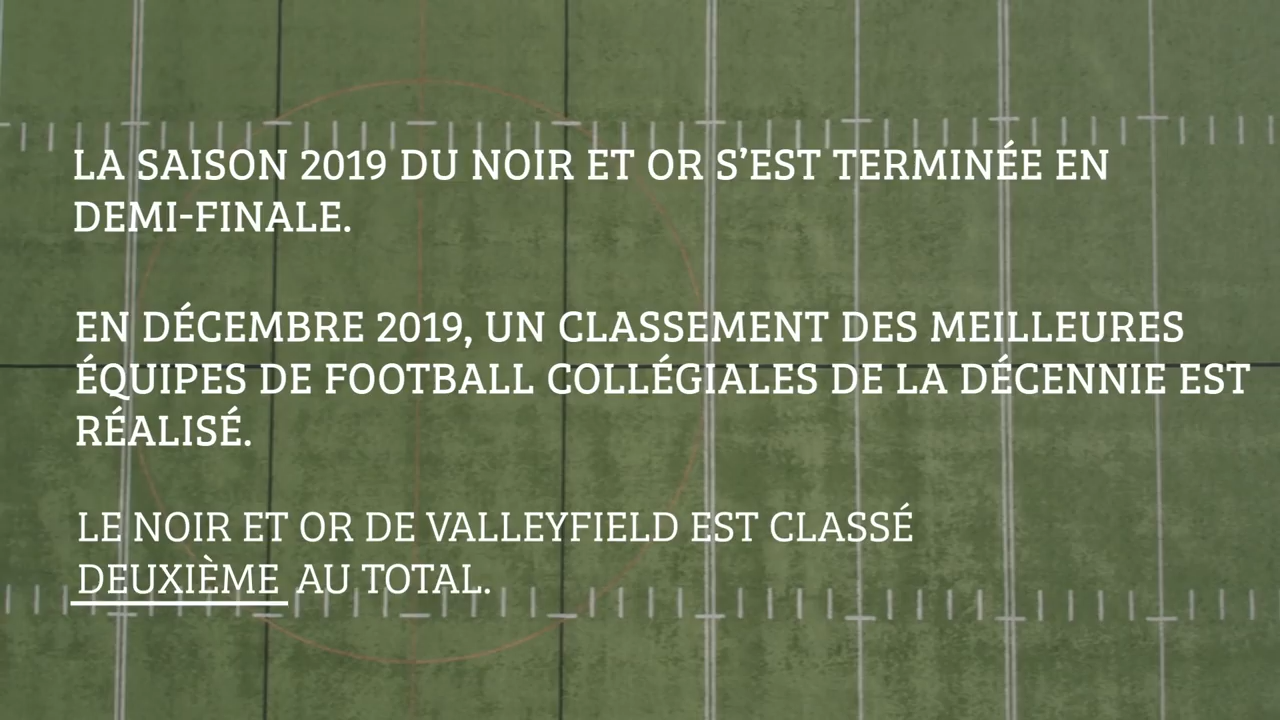 LA SAISON 2019 DU NOIR ET OR S’EST TERMINÉE EN
DEMI-FINALE.
EN DÉCEMBRE 2019, UN CLASSEMENT DES MEILLEURES
ÉQUIPES DE FOOTBALL COLLÉGIALES DE LA DÉCENNIE EST
RÉALISÉ.
LE NOIR ET OR DE VALLEYFIELD EST CLASSÉ
DEUXIÈME AU TOTAL.